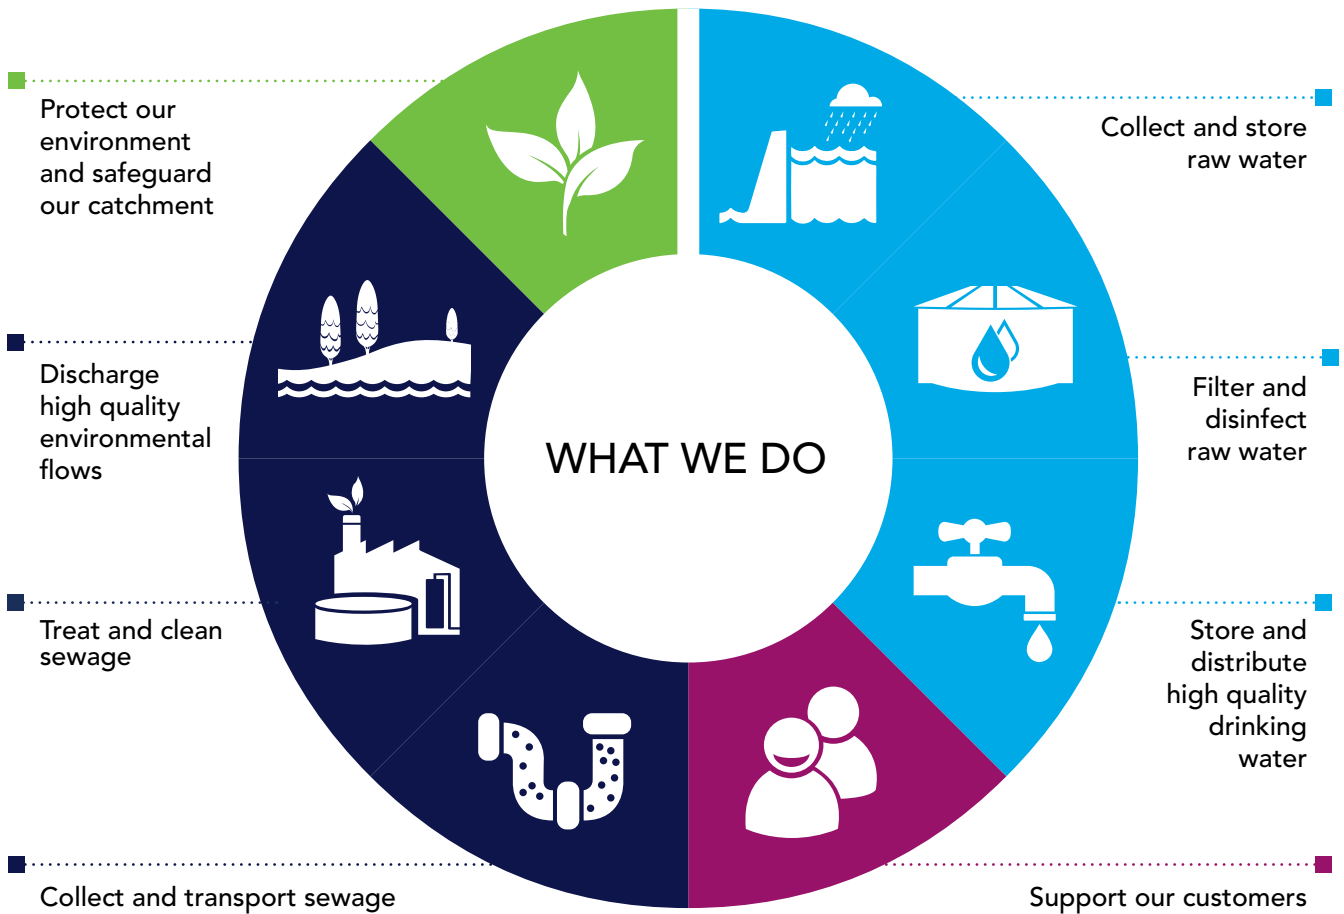 Protect our
environment
and safeguard
our catchment
Discharge
high quality
environmental
flows
Treat and clean
sewage
Collect and transport sewage
WHAT WE DO
Collect and store
raw water
Filter and
disinfect
raw water
Store and
distribute
high quality
drinking
water
Support our customers